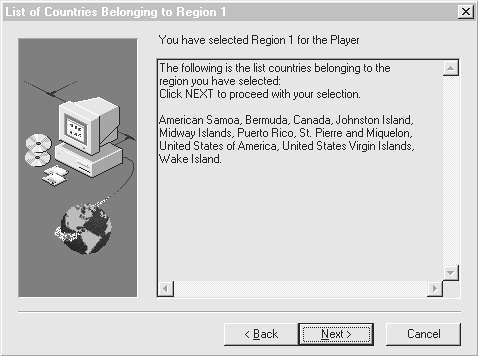 List of Countries Belonging to Region 1
You have selected Region 1 for the Player
The following is the list countries belonging to the
region you have selected:
Click NEXT to proceed with your selection.
American Samoa, Bermuda, Canada, Johnston Island,
Midway Islands, Puerto Rico, St. Pierre and Miquelon,
United States of America, United States Virgin Islands,
Wake Island.
< Back
Next >
Cancel